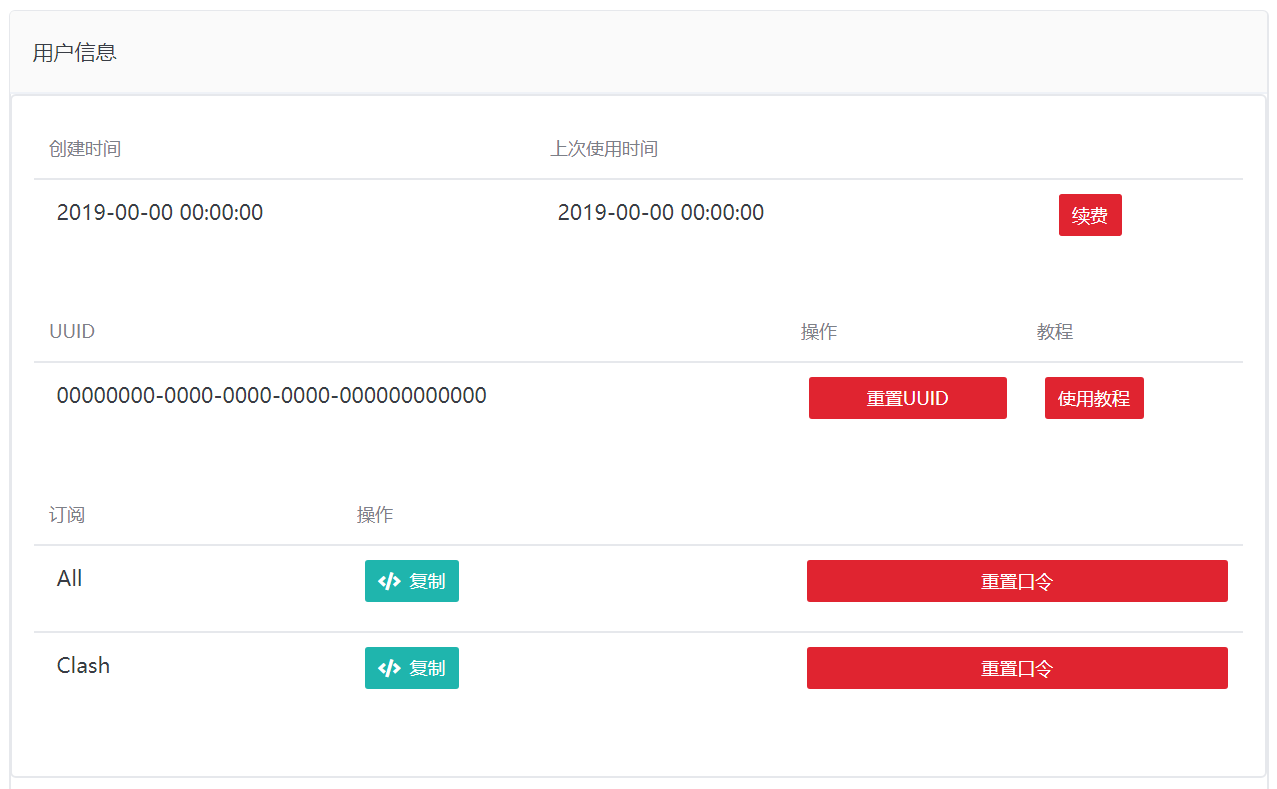 用户信息
创建时间 上次使用时间
2019-00-00 00:00:00 2019-00-00 00:00:00 续费
UUID 操作 教程
00000000-0000-0000-0000-000000000000 重置UUID 使用教程
订阅 操作
All </> 复制 重置口令
Clash </> 复制 重置口令